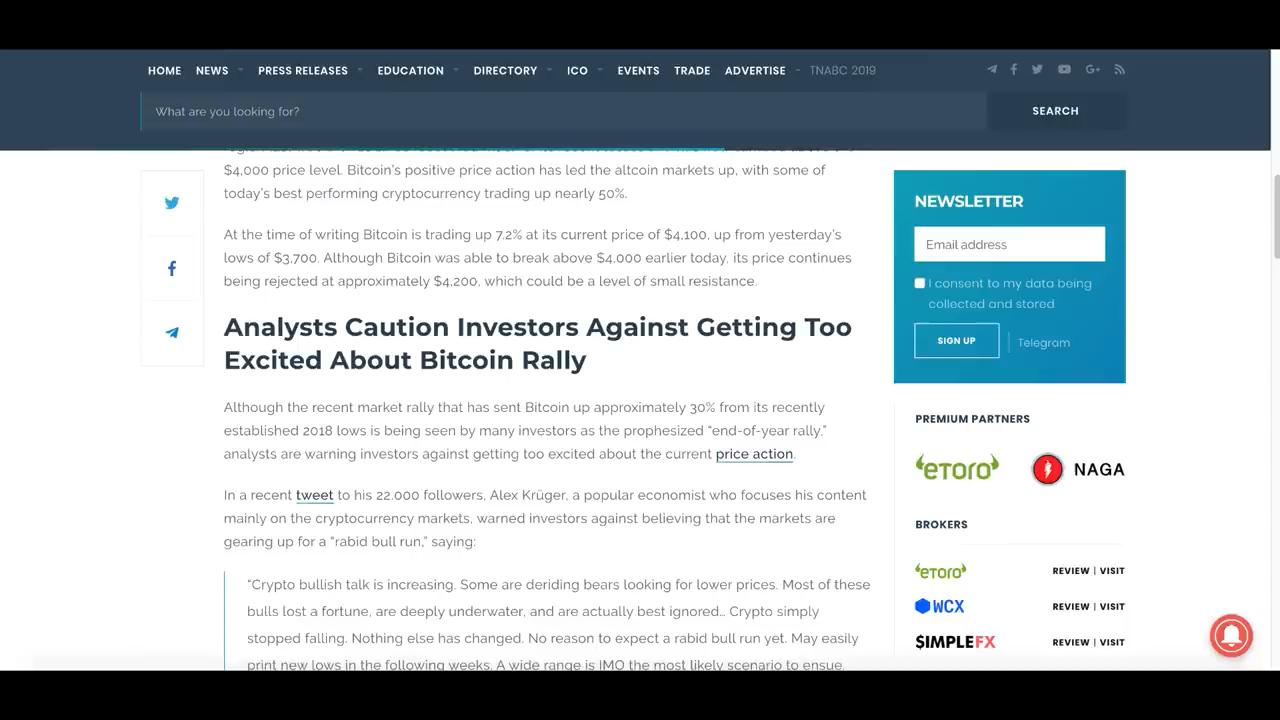 HOME NEWS PRESS RELEASES EDUCATION DIRECTORY ICO EVENTS TRADE ADVERTISE TNABC 2019
What are you looking for?
SEARCH
$4,000 price level. Bitcoin's positive price action has led the altcoin markets up, with some of
today's best performing cryptocurrency trading up nearly 50%.
At the time of writing Bitcoin is trading up 7.2% at its current price of $4,100, up from yesterday's
lows of $3,700. Although Bitcoin was able to break above $4,000 earlier today, its price continues
being rejected at approximately $4,200, which could be a level of small resistance.
Analysts Caution Investors Against Getting Too
Excited About Bitcoin Rally
Although the recent market rally that has sent Bitcoin up approximately 30% from its recently
established 2018 lows is being seen by many investors as the prophesized “end-of-year rally,”
analysts are warning investors against getting too excited about the current price action.
In a recent tweet to his 22,000 followers, Alex Krüger, a popular economist who focuses his content
mainly on the cryptocurrency markets, warned investors against believing that the markets are
gearing up for a “rabid bull run,” saying:
“Crypto bullish talk is increasing. Some are deriding bears looking for lower prices. Most of these
bulls lost a fortune, are deeply underwater, and are actually best ignored… Crypto simply
stopped falling. Nothing else has changed. No reason to expect a rabid bull run yet. May easily
print new lows in the following weeks. A wide range is IMO the most likely scenario to ensue.
NEWSLETTER
Email address
I consent to my data being
collected and stored
SIGN UP
Telegram
PREMIUM PARTNERS
eToro NAGA
BROKERS
eToro REVIEW | VISIT
WCX REVIEW | VISIT
$IMPLEFX REVIEW | VISIT